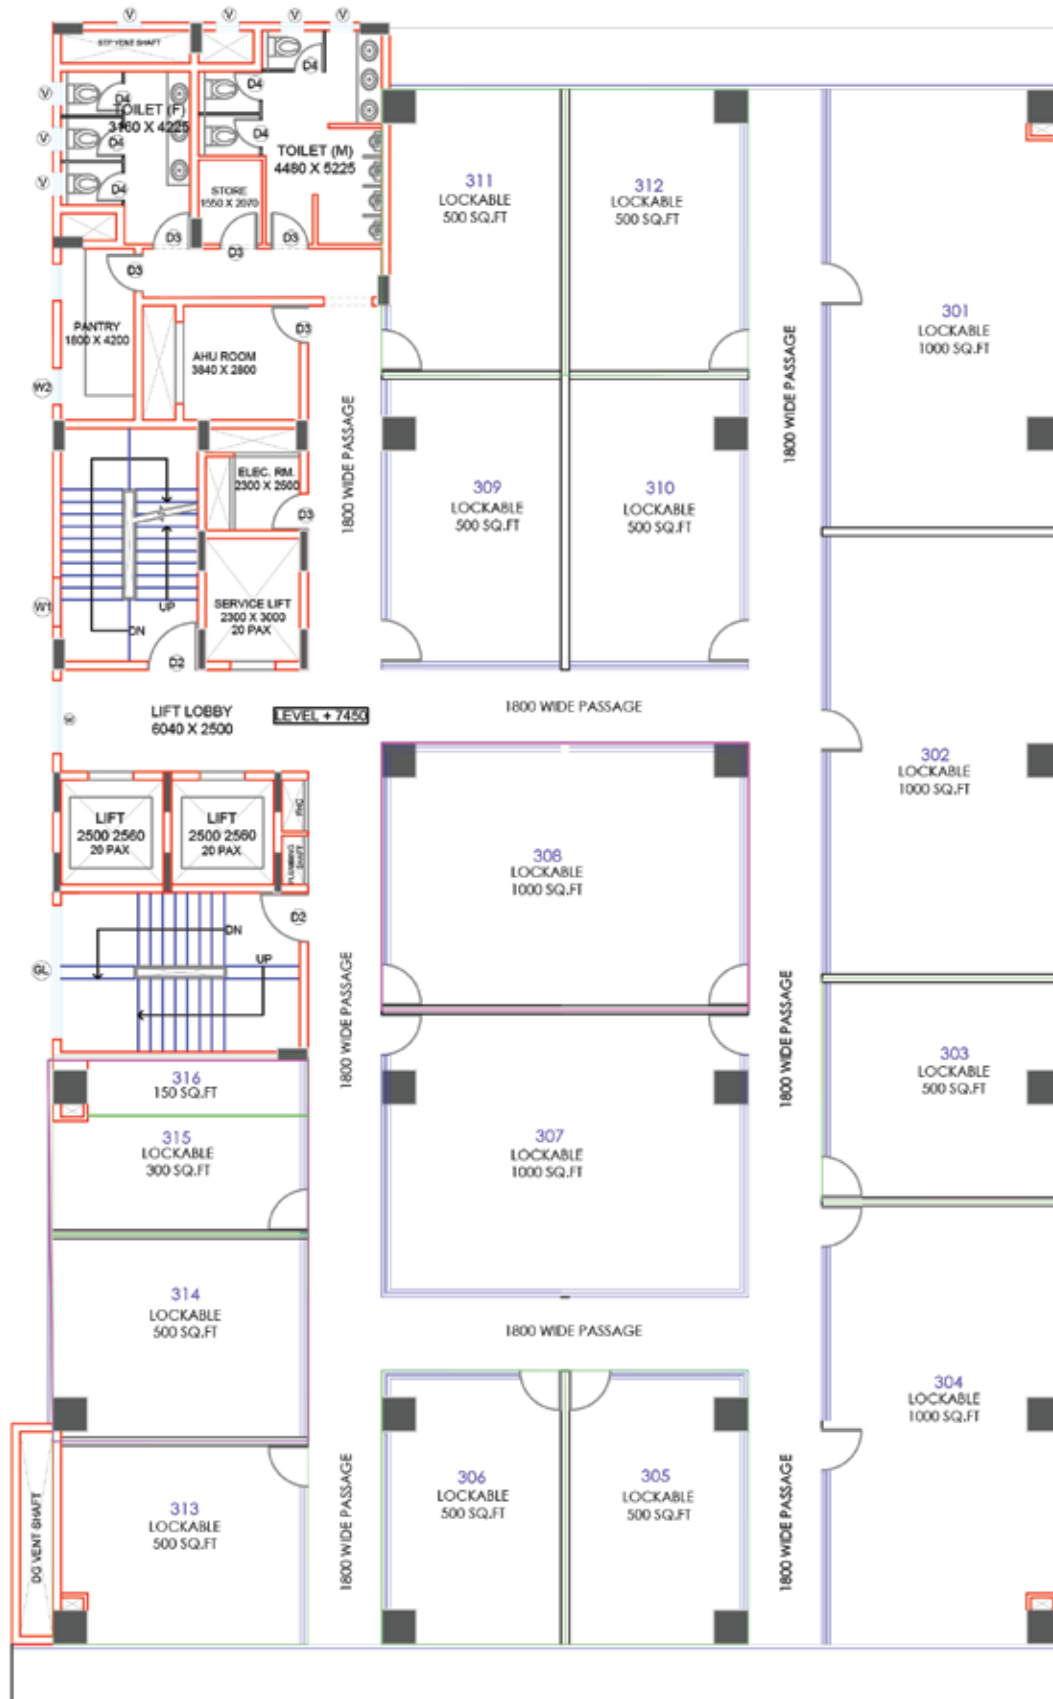 V
V
V
V
STP VENT SHAFT
D4
V
D4
D4
TOILET (F)
3160 X 4225
V
D4
D4
TOILET (M)
4480 X 5225
V
D4
STORE
1550 X 2070
D3
D3
D3
D3
PANTRY
1800 X 4200
AHU ROOM
3840 X 2800
D3
W2
ELEC. RM.
2300 X 2500
D3
W1
UP
DN
D2
SERVICE LIFT
2300 X 3000
20 PAX
W
LIFT LOBBY
6040 X 2500
LEVEL + 7450
LIFT
2500 2560
20 PAX
LIFT
2500 2560
20 PAX
FHC
PLUMBING
SHAFT
D2
DN
UP
GL
316
150 SQ.FT
315
LOCKABLE
300 SQ.FT
314
LOCKABLE
500 SQ.FT
313
LOCKABLE
500 SQ.FT
DG VENT SHAFT
1800 WIDE PASSAGE
1800 WIDE PASSAGE
1800 WIDE PASSAGE
311
LOCKABLE
500 SQ.FT
312
LOCKABLE
500 SQ.FT
309
LOCKABLE
500 SQ.FT
310
LOCKABLE
500 SQ.FT
1800 WIDE PASSAGE
308
LOCKABLE
1000 SQ.FT
307
LOCKABLE
1000 SQ.FT
1800 WIDE PASSAGE
306
LOCKABLE
500 SQ.FT
305
LOCKABLE
500 SQ.FT
1800 WIDE PASSAGE
1800 WIDE PASSAGE
1800 WIDE PASSAGE
301
LOCKABLE
1000 SQ.FT
302
LOCKABLE
1000 SQ.FT
303
LOCKABLE
500 SQ.FT
304
LOCKABLE
1000 SQ.FT